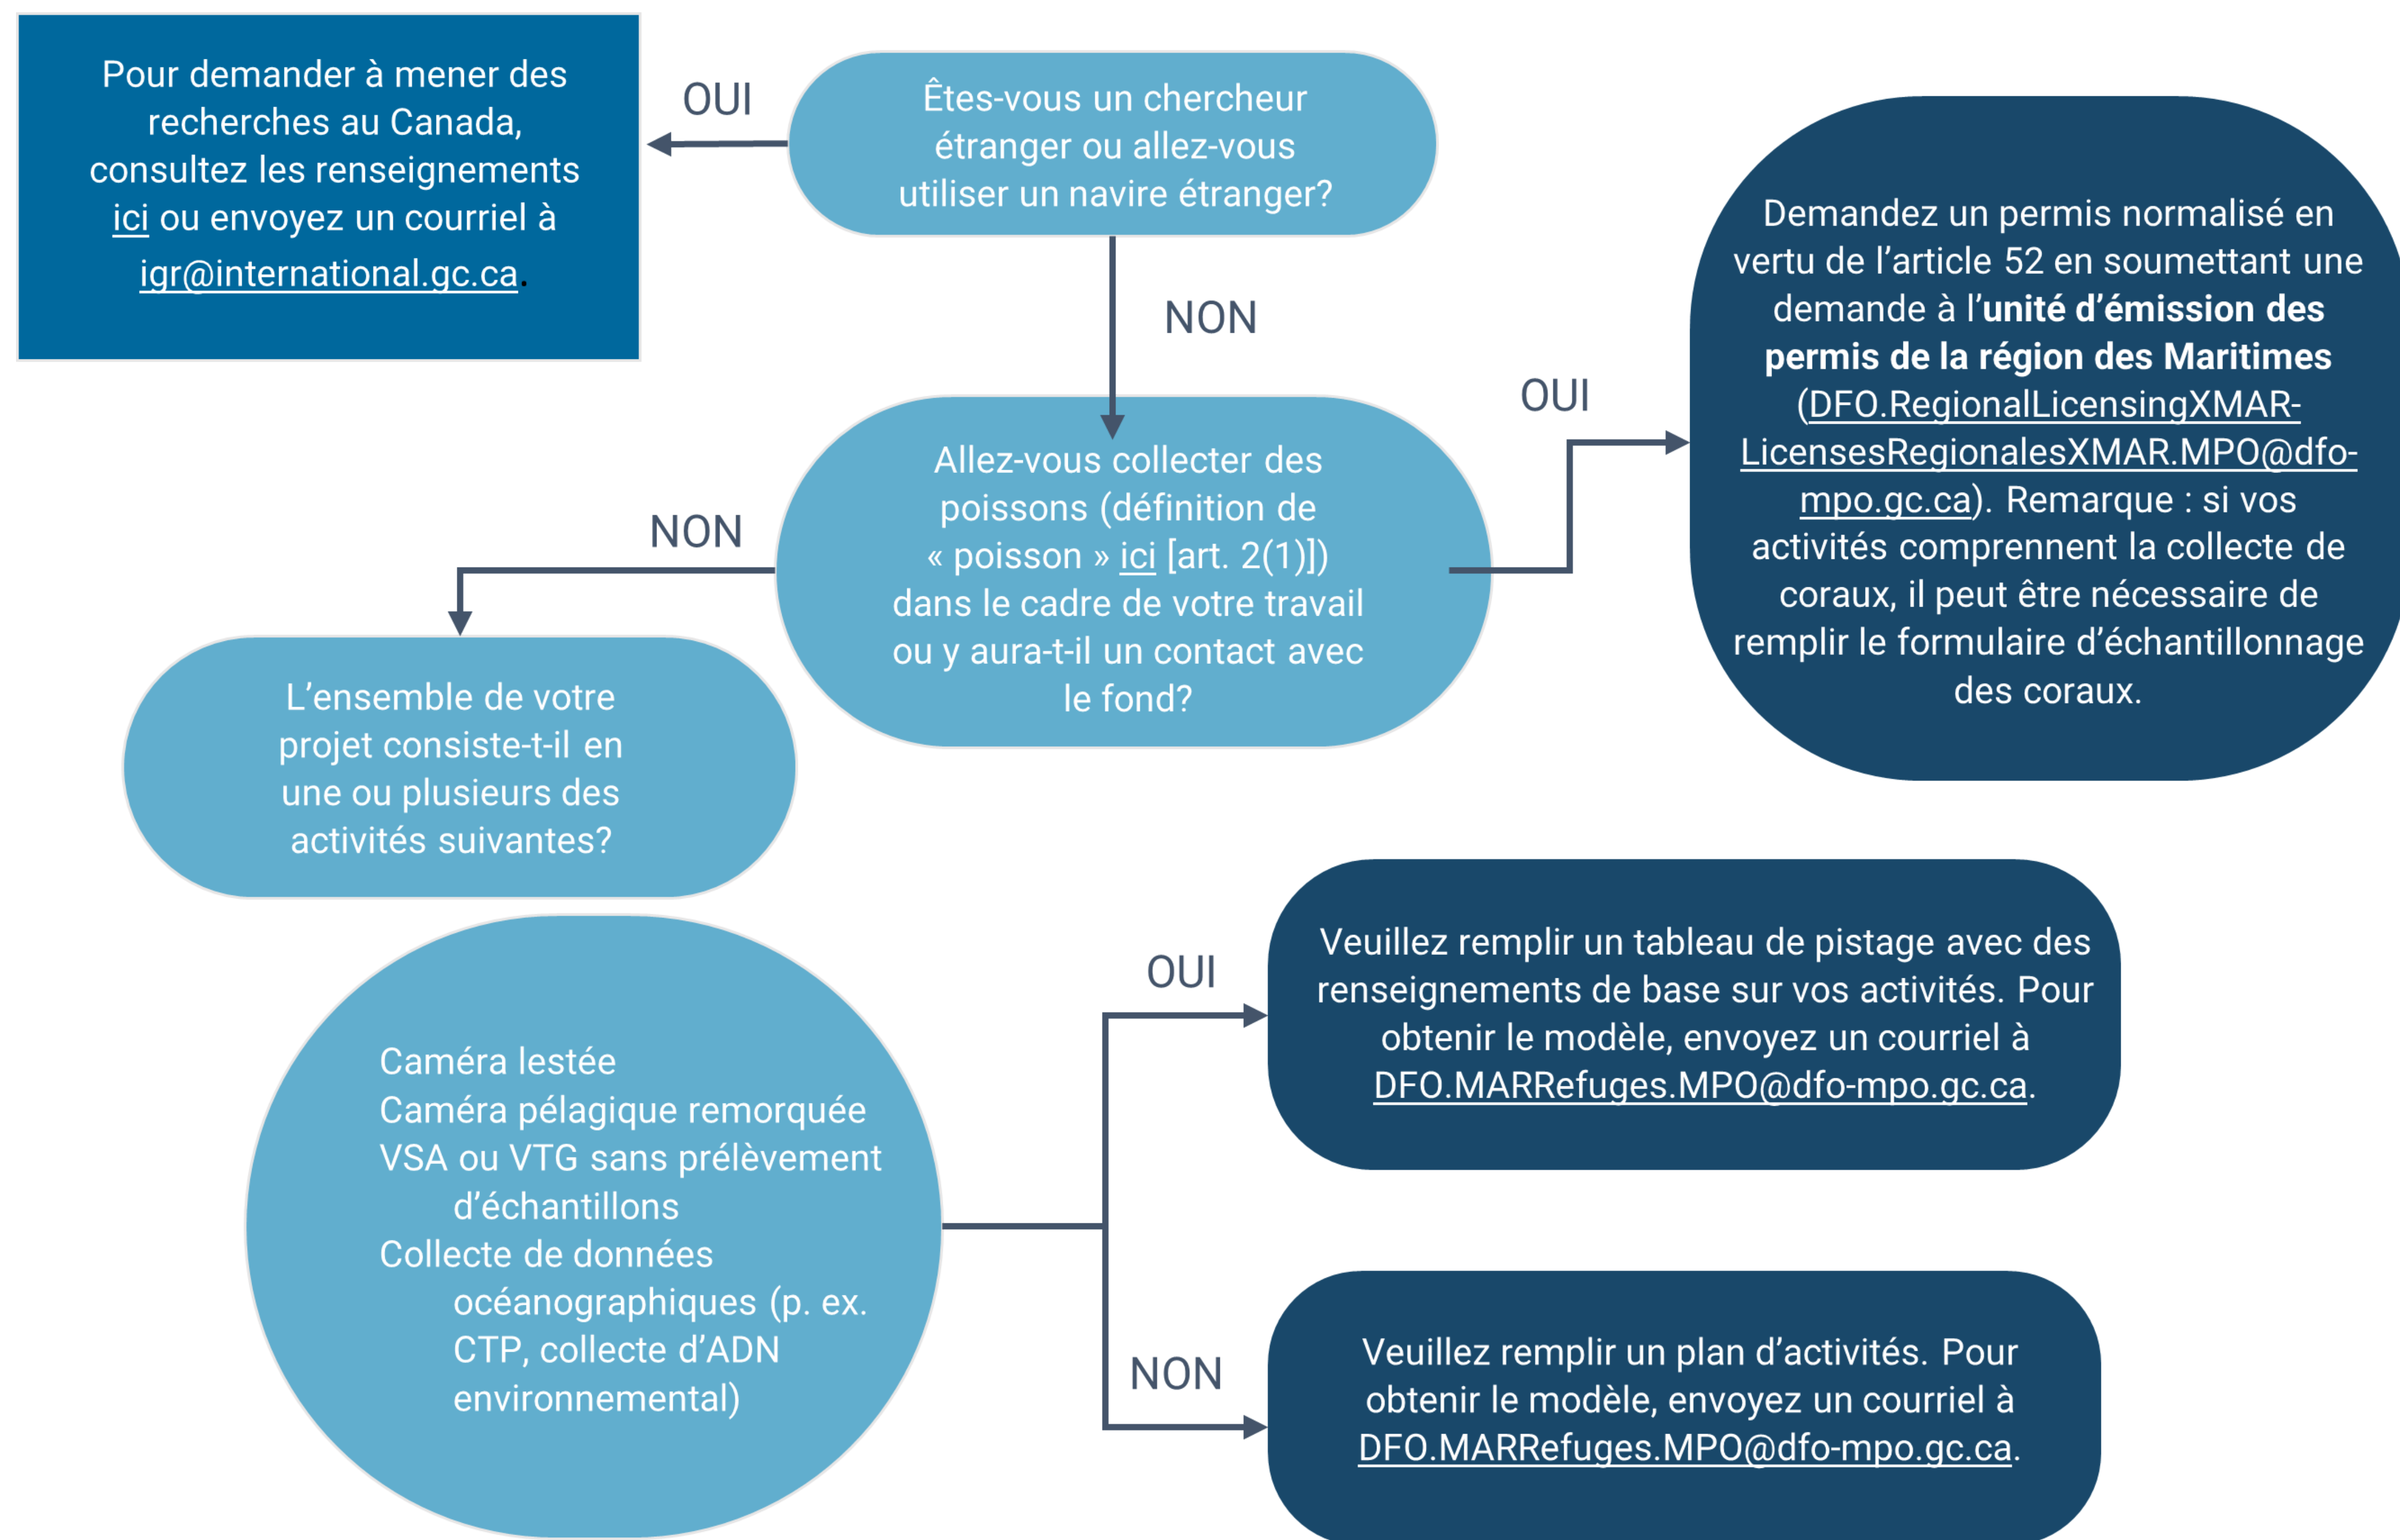 Pour demander à mener des
recherches au Canada,
consultez les renseignements
ici ou envoyez un courriel à
igr@international.gc.ca.
OUI
Êtes-vous un chercheur
étranger ou allez-vous
utiliser un navire étranger?
NON
Allez-vous collecter des
poissons (définition de
« poisson » ici [art. 2(1)])
dans le cadre de votre travail
ou y aura-t-il un contact avec
le fond?
OUI
Demandez un permis normalisé en
vertu de l’article 52 en soumettant une
demande à l’unité d’émission des
permis de la région des Maritimes
(DFO.RegionalLicensingXMAR-
LicensesRegionalesXMAR.MPO@dfo-
mpo.gc.ca). Remarque : si vos
activités comprennent la collecte de
coraux, il peut être nécessaire de
remplir le formulaire d’échantillonnage
des coraux.
NON
L’ensemble de votre
projet consiste-t-il en
une ou plusieurs des
activités suivantes?
Caméra lestée
Caméra pélagique remorquée
VSA ou VTG sans prélèvement
d’échantillons
Collecte de données
océanographiques (p. ex.
CTP, collecte d’ADN
environnemental)
OUI
Veuillez remplir un tableau de pistage avec des
renseignements de base sur vos activités. Pour
obtenir le modèle, envoyez un courriel à
DFO.MARRefuges.MPO@dfo-mpo.gc.ca.
NON
Veuillez remplir un plan d’activités. Pour
obtenir le modèle, envoyez un courriel à
DFO.MARRefuges.MPO@dfo-mpo.gc.ca.